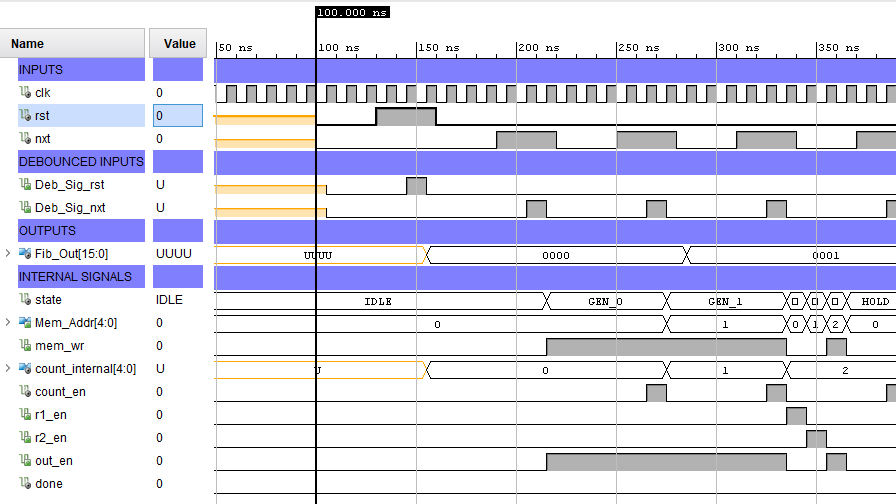 100.000 ns
Name Value 50 ns 100 ns 150 ns 200 ns 250 ns 300 ns 350 ns
INPUTS
clk 0
rst 0
nxt 0
DEBOUNCED INPUTS
Deb_Sig_rst U
Deb_Sig_nxt U
OUTPUTS
Fib_Out[15:0] UUUU UUUU 0000 0001
INTERNAL SIGNALS
state IDLE IDLE GEN_0 GEN_1 HOLD
Mem_Addr[4:0] 0 0 1 0 1 2 0
mem_wr 0
count_internal[4:0] U U 0 1 2
count_en 0
r1_en 0
r2_en 0
out_en 0
done 0